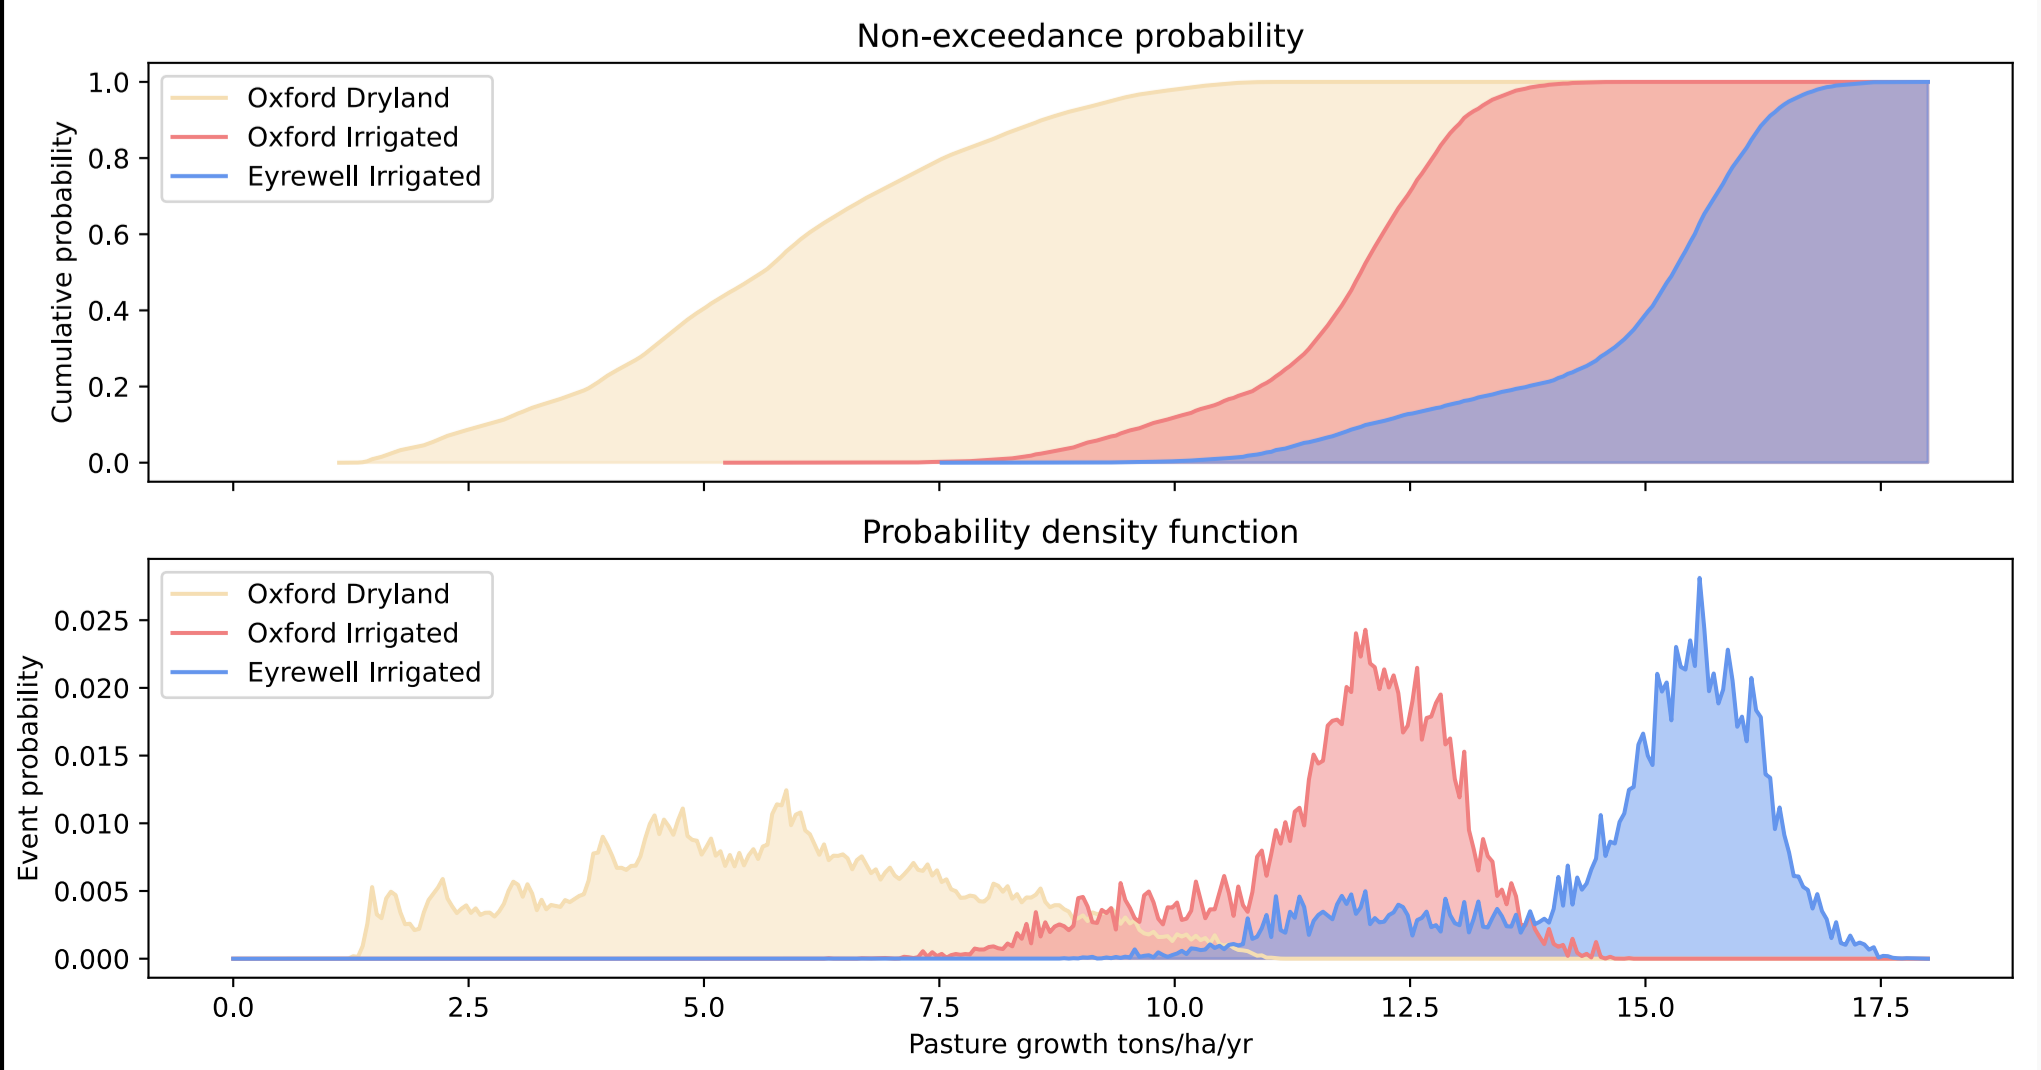 Non-exceedance probability
1.0
0.8
0.6
0.4
0.2
0.0
Cumulative probability
Oxford Dryland
Oxford Irrigated
Eyrewell Irrigated
Probability density function
0.025
0.020
0.015
0.010
0.005
0.000
Event probability
Oxford Dryland
Oxford Irrigated
Eyrewell Irrigated
0.0 2.5 5.0 7.5 10.0 12.5 15.0 17.5
Pasture growth tons/ha/yr